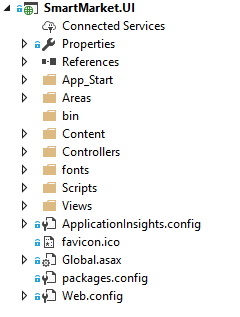 SmartMarket.UI
Connected Services
Properties
References
App_Start
Areas
bin
Content
Controllers
fonts
Scripts
Views
ApplicationInsights.config
favicon.ico
Global.asax
packages.config
Web.config